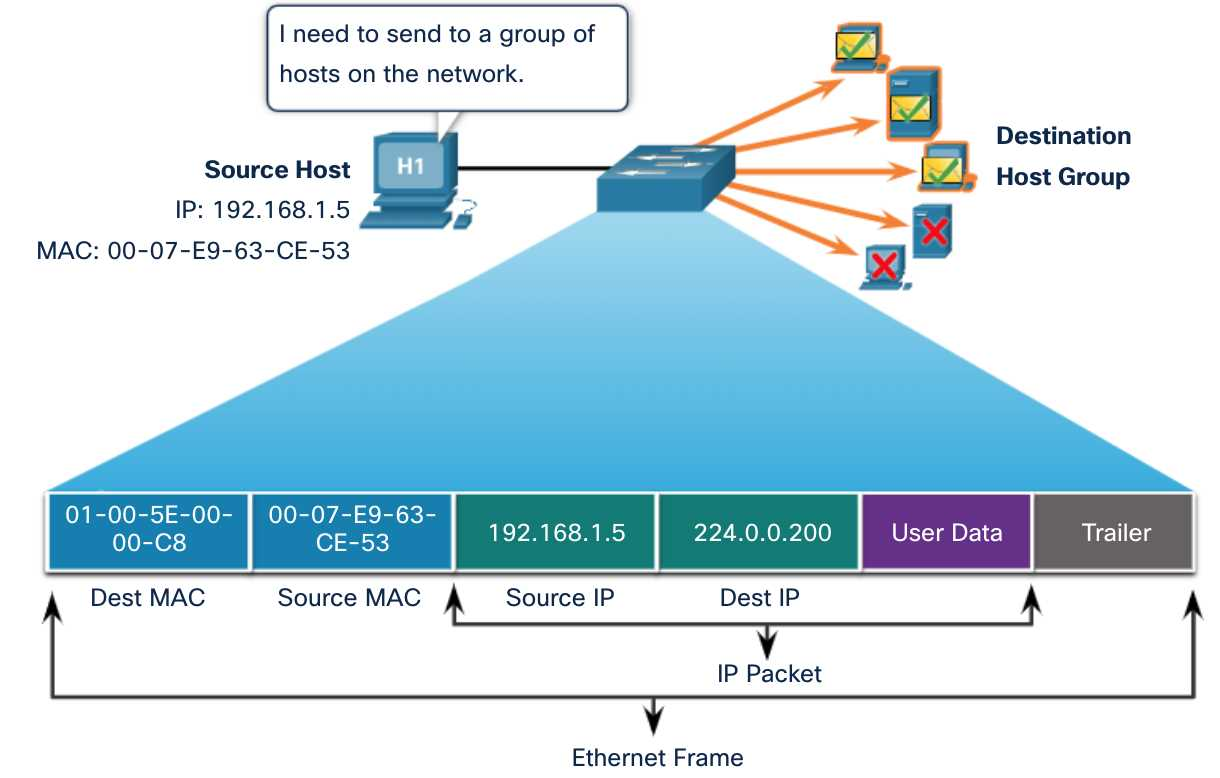 I need to send to a group of
hosts on the network.
Source Host
IP: 192.168.1.5
MAC: 00-07-E9-63-CE-53
H1
Destination
Host Group
01-00-5E-00-
00-C8
00-07-E9-63-
CE-53
192.168.1.5
224.0.0.200
User Data
Trailer
Dest MAC
Source MAC
Source IP
Dest IP
IP Packet
Ethernet Frame